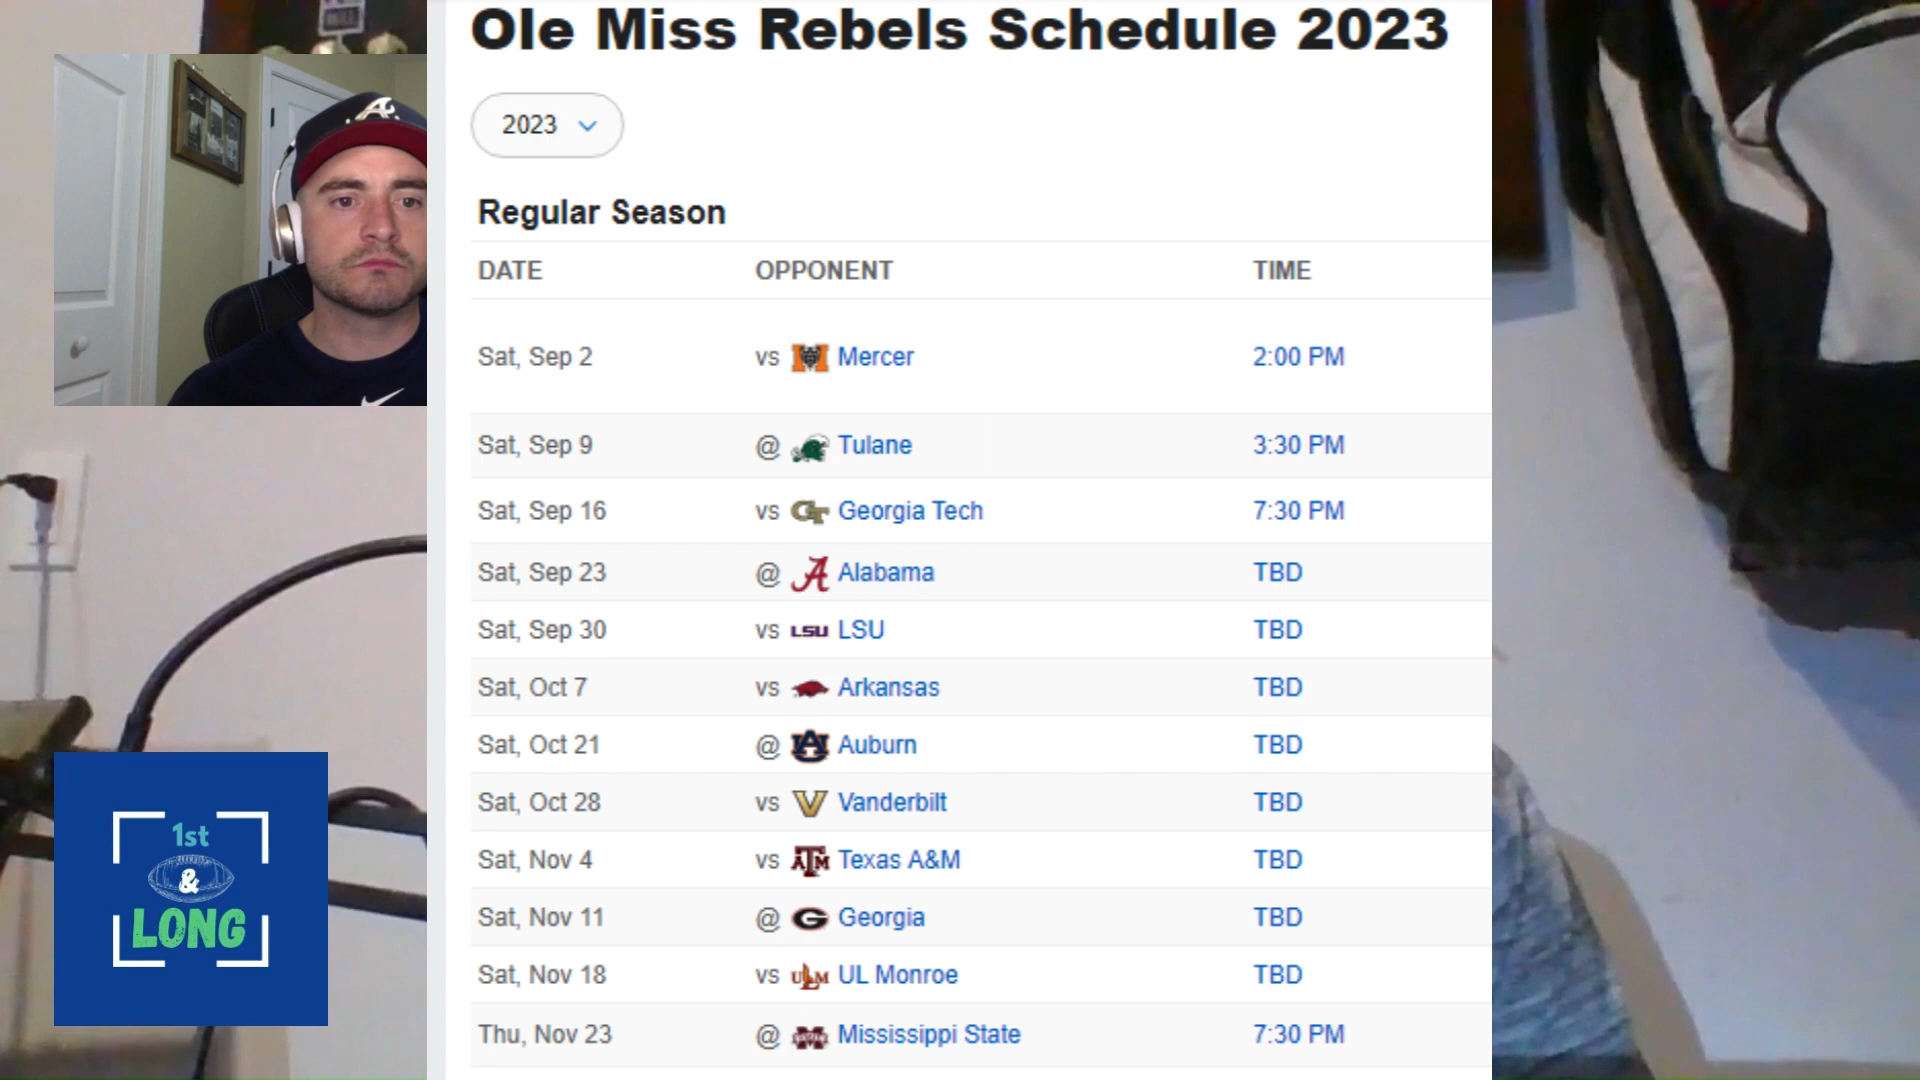 Ole Miss Rebels Schedule 2023
2023
Regular Season
DATE OPPONENT TIME
Sat, Sep 2 vs Mercer 2:00 PM
Sat, Sep 9 @ Tulane 3:30 PM
Sat, Sep 16 vs GT Georgia Tech 7:30 PM
Sat, Sep 23 @ A Alabama TBD
Sat, Sep 30 vs LSU LSU TBD
Sat, Oct 7 vs Arkansas TBD
Sat, Oct 21 @ AU Auburn TBD
Sat, Oct 28 vs V Vanderbilt TBD
Sat, Nov 4 vs ATM Texas A&M TBD
Sat, Nov 11 @ G Georgia TBD
Sat, Nov 18 vs ULM UL Monroe TBD
Thu, Nov 23 @ M Mississippi State 7:30 PM
A
1st
&
LONG